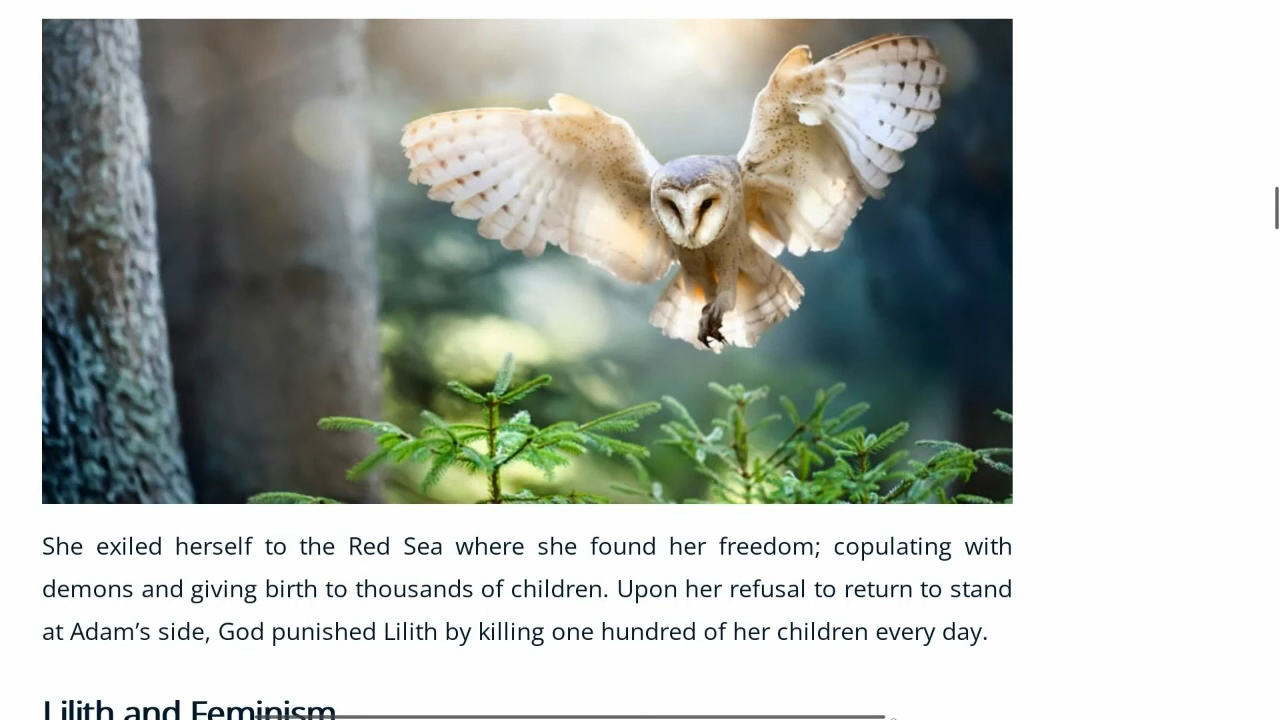 She exiled herself to the Red Sea where she found her freedom; copulating with
demons and giving birth to thousands of children. Upon her refusal to return to stand
at Adam’s side, God punished Lilith by killing one hundred of her children every day.
Lilith and Feminism